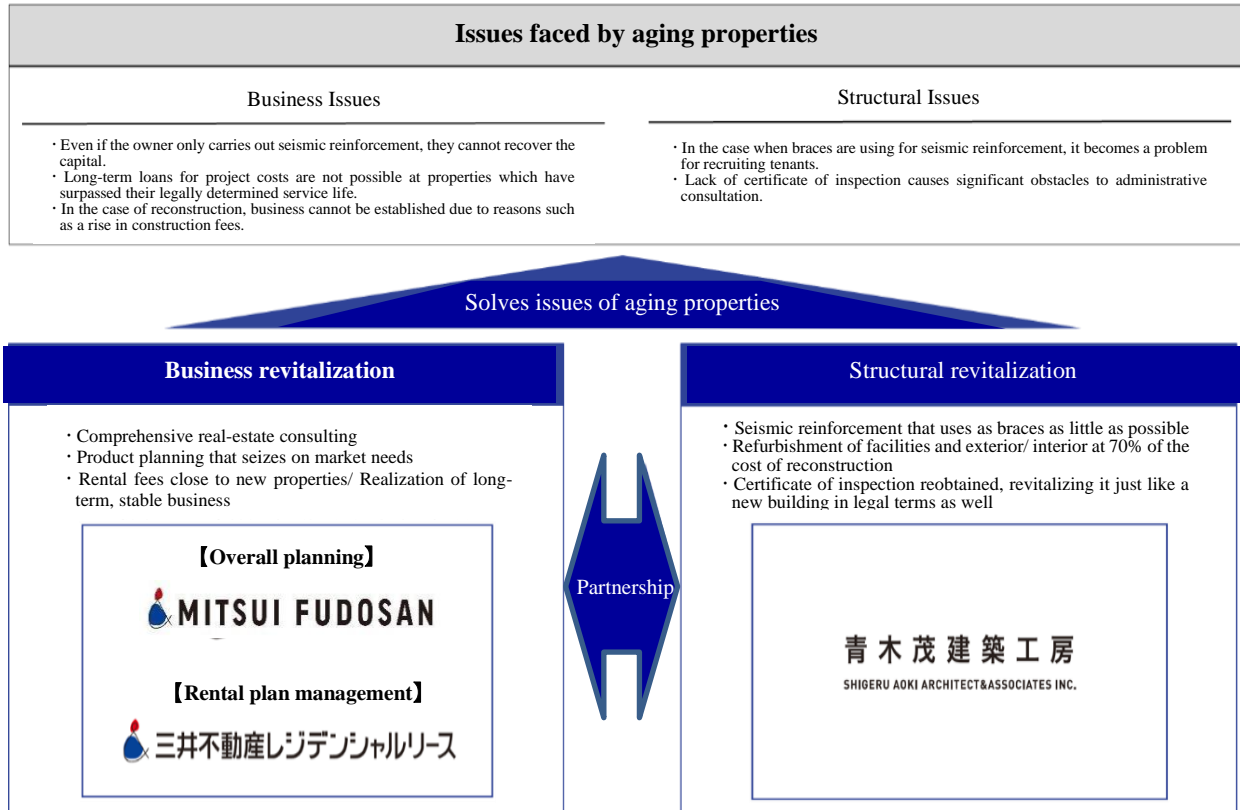 Issues faced by aging properties
Business Issues
・Even if the owner only carries out seismic reinforcement, they cannot recover the
capital.
・Long-term loans for project costs are not possible at properties which have
surpassed their legally determined service life.
・In the case of reconstruction, business cannot be established due to reasons such
as a rise in construction fees.
Structural Issues
・In the case when braces are using for seismic reinforcement, it becomes a problem
for recruiting tenants.
・Lack of certificate of inspection causes significant obstacles to administrative
consultation.
Solves issues of aging properties
Business revitalization
・Comprehensive real-estate consulting
・Product planning that seizes on market needs
・Rental fees close to new properties/ Realization of long-
term, stable business
【Overall planning】
MITSUI FUDOSAN
【Rental plan management】
三井不動産レジデンシャルリース
Partnership
Structural revitalization
・Seismic reinforcement that uses as braces as little as possible
・Refurbishment of facilities and exterior/ interior at 70% of the
cost of reconstruction
・Certificate of inspection reobtained, revitalizing it just like a
new building in legal terms as well
青木茂建築工房
SHIGERU AOKI ARCHITECT&ASSOCIATES INC.